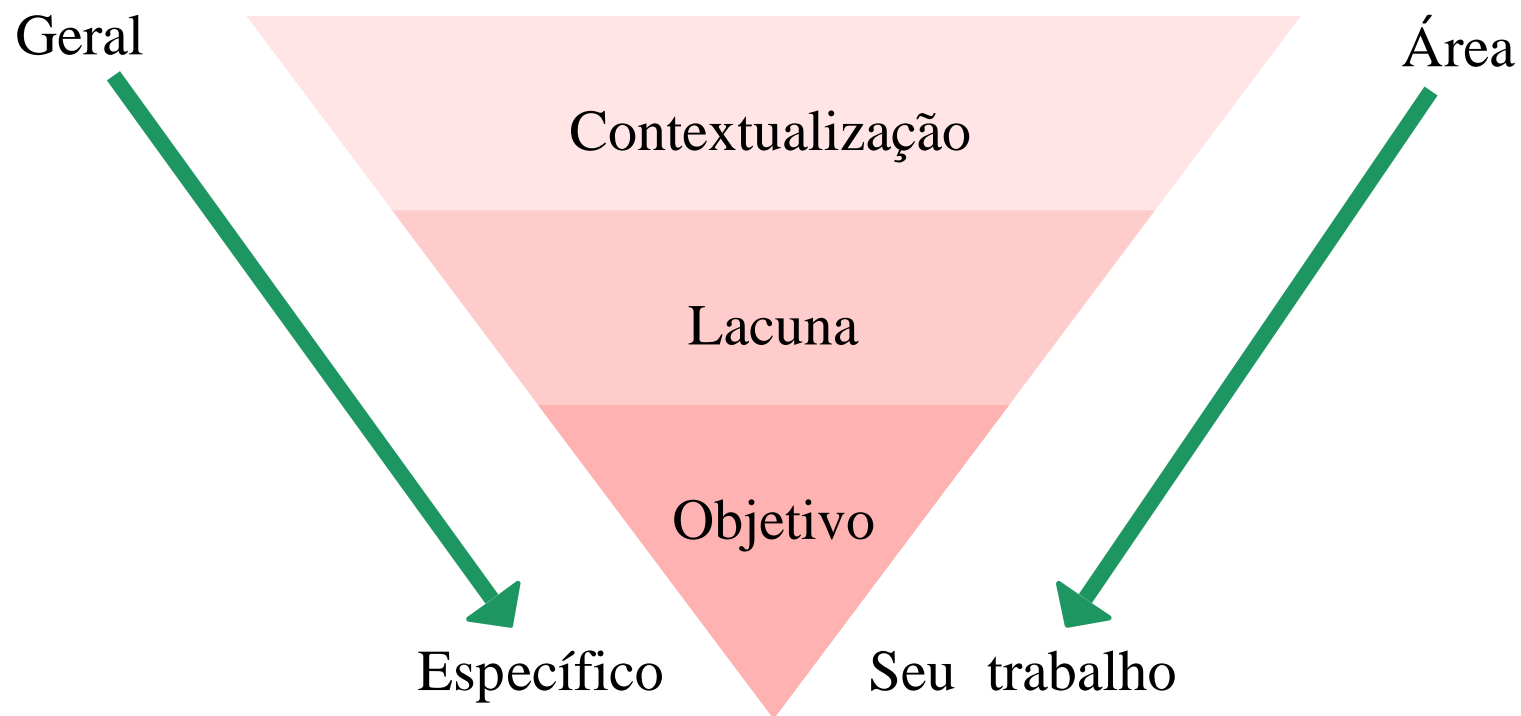 Geral
Área
Contextualização
Lacuna
Objetivo
Específico
Seu trabalho